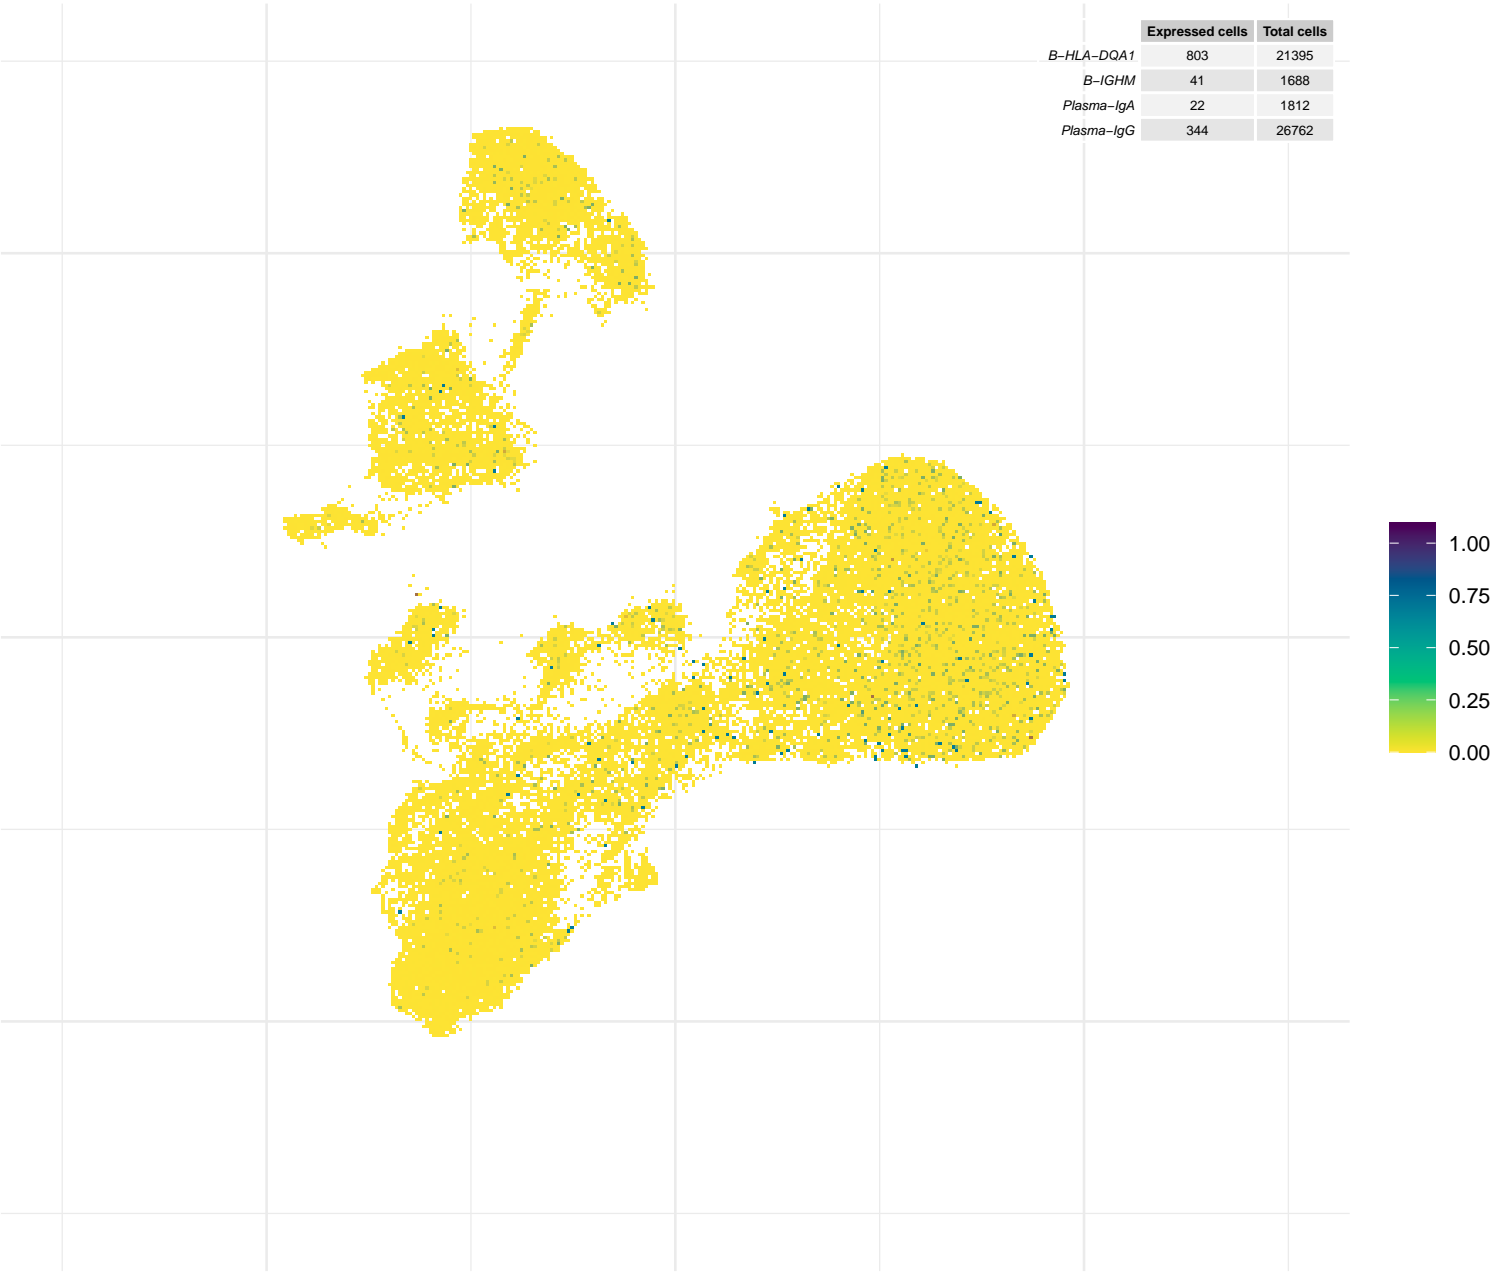 Expressed cells Total cells
B−HLA−DQA1 803 21395
B−IGHM 41 1688
Plasma−IgA 22 1812
Plasma−IgG 344 26762
1.00
0.75
0.50
0.25
0.00